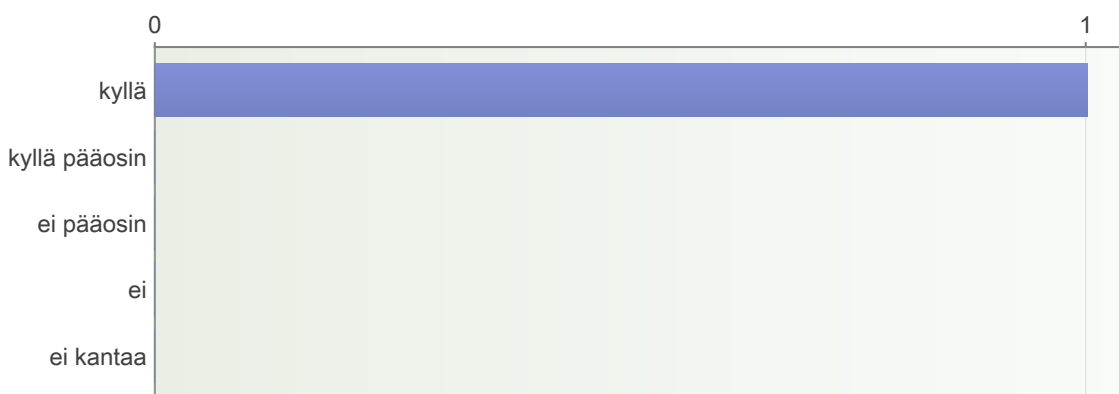 0 1
kyllä
kyllä pääosin
ei pääosin
ei
ei kantaa